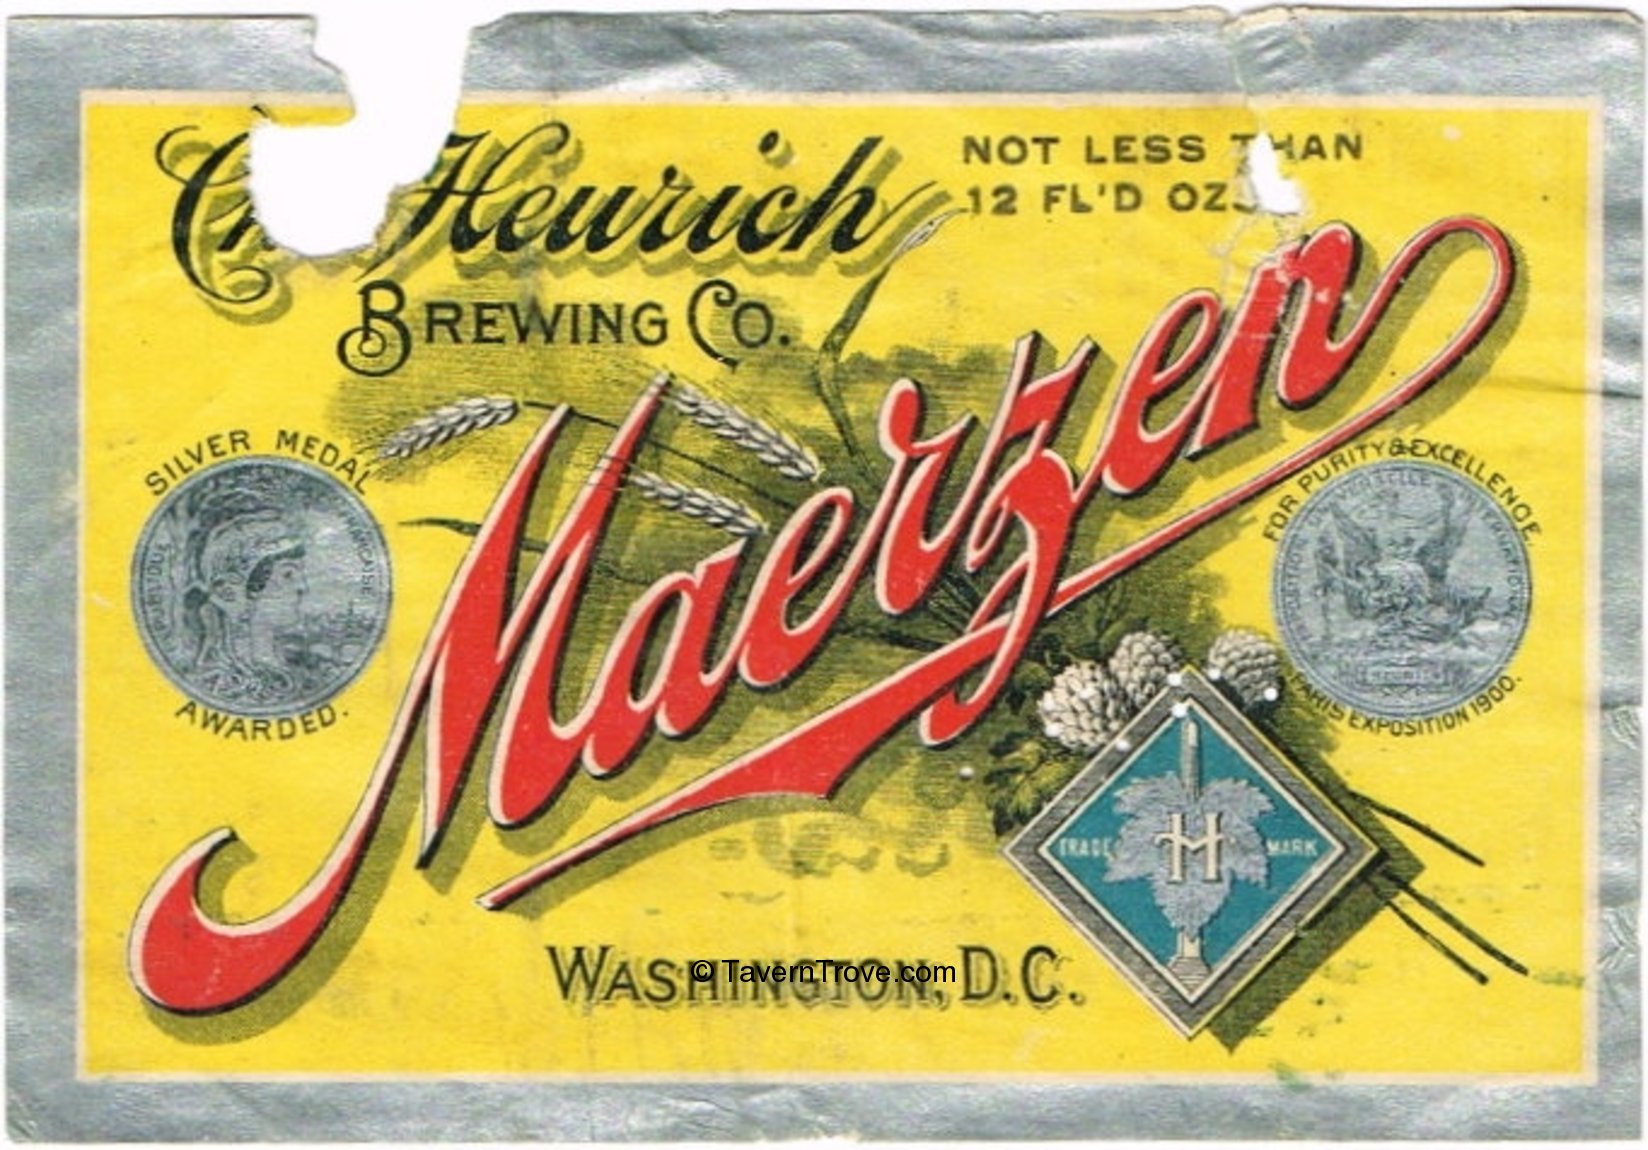 Ch. Heurich
BREWING CO.
NOT LESS THAN
12 FL'D OZS
Maerzen
SILVER MEDAL
AWARDED.
FOR PURITY & EXCELLENCE.
PARIS EXPOSITION 1900.
TRADE MARK
H
WASHINGTON, D.C.
© TavernTrove.com